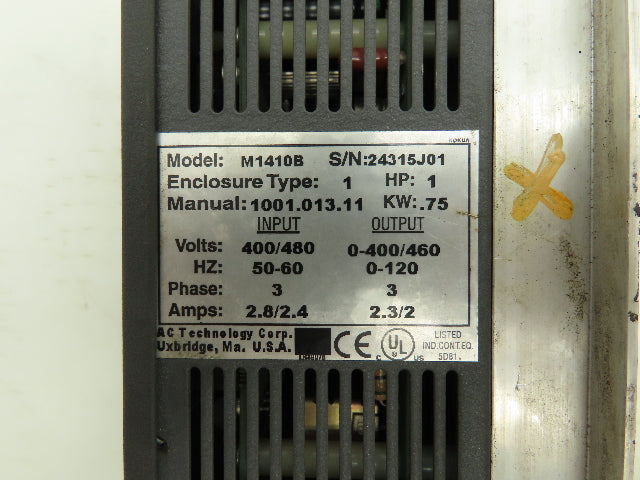 Model: M1410B S/N:24315J01
Enclosure Type: 1 HP: 1
Manual: 1001.013.11 KW: .75
INPUT OUTPUT
Volts: 400/480 0-400/460
HZ: 50-60 0-120
Phase: 3 3
Amps: 2.8/2.4 2.3/2
AC Technology Corp.
Uxbridge, Ma. U.S.A.
CE
C UL US
LISTED
IND.CONT.EQ.
5D81.